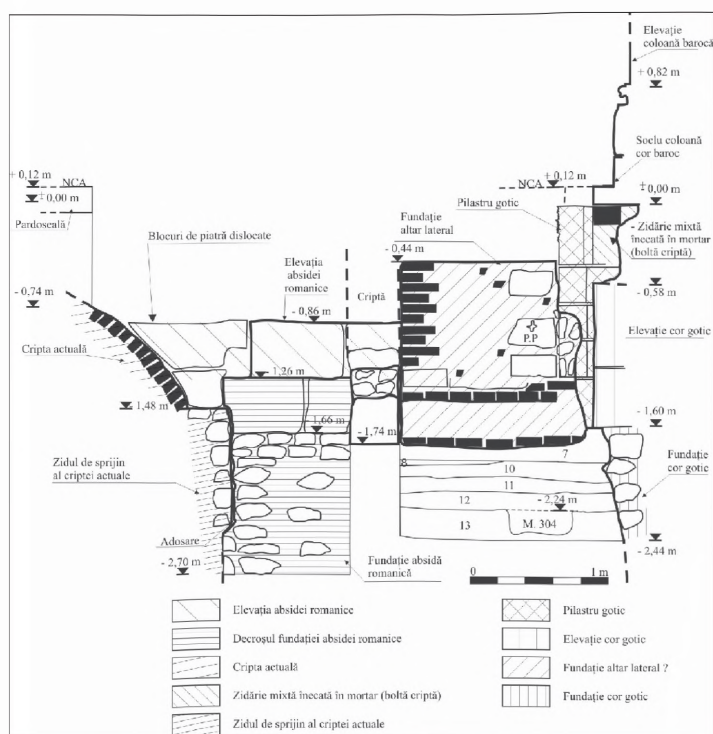 Elevație
coloană barocă
+ 0,82 m
Soclu coloană
cor baroc
+ 0,12 m
NCA
± 0,00 m
Pardoseală
+ 0,12 m
NCA
± 0,00 m
Pilastru gotic
Fundație
altar lateral
- 0,44 m
- Zidărie mixtă
înecată în mortar
(boltă criptă)
Blocuri de piatră dislocate
Elevația
absidei
romanice
Criptă
- 0,74 m
- 0,86 m
- 0,58 m
Cripta actuală
P.P
Elevație cor gotic
- 1,26 m
- 1,48 m
- 1,66 m
- 1,74 m
- 1,60 m
Zidul de sprijin
al criptei actuale
7
8
10
11
12
13
- 2,24 m
M. 304
Fundație
cor gotic
Adosare
- 2,70 m
- 2,44 m
Fundație absidă
romanică
0
1 m
Elevația absidei romanice
Decroșul fundației absidei romanice
Cripta actuală
Zidărie mixtă înecată în mortar (boltă criptă)
Zidul de sprijin al criptei actuale
Pilastru gotic
Elevație cor gotic
Fundație altar lateral ?
Fundație cor gotic